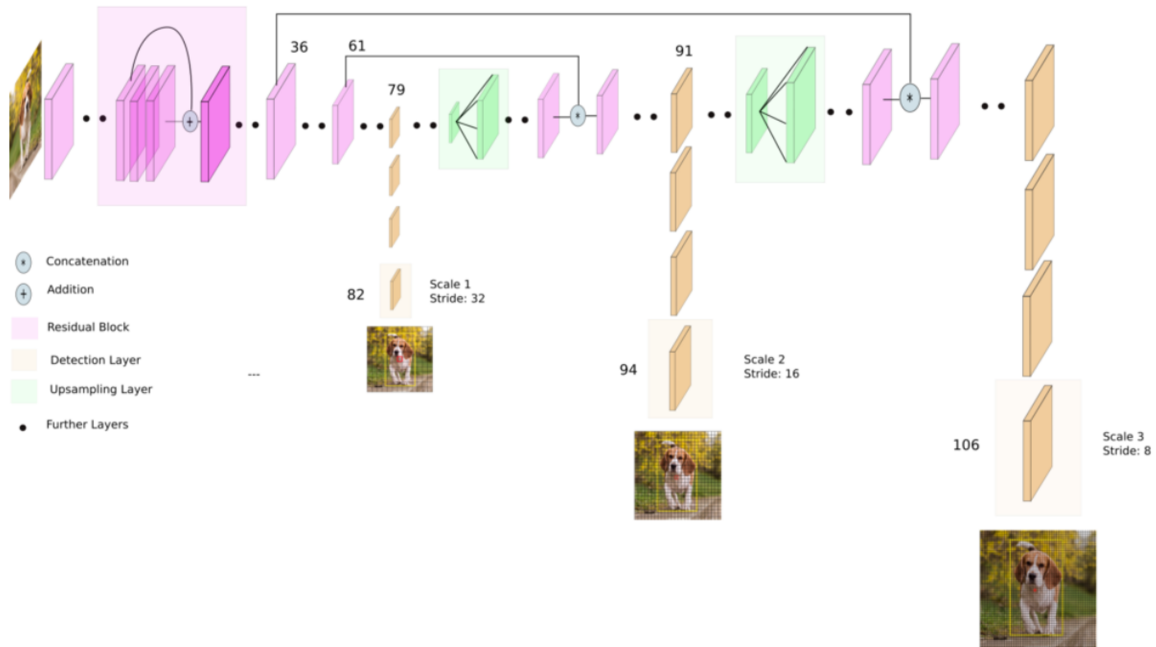 36
61
91
79
Concatenation
Addition
Residual Block
Detection Layer
Upsampling Layer
Further Layers
---
82
Scale 1
Stride: 32
94
Scale 2
Stride: 16
106
Scale 3
Stride: 8